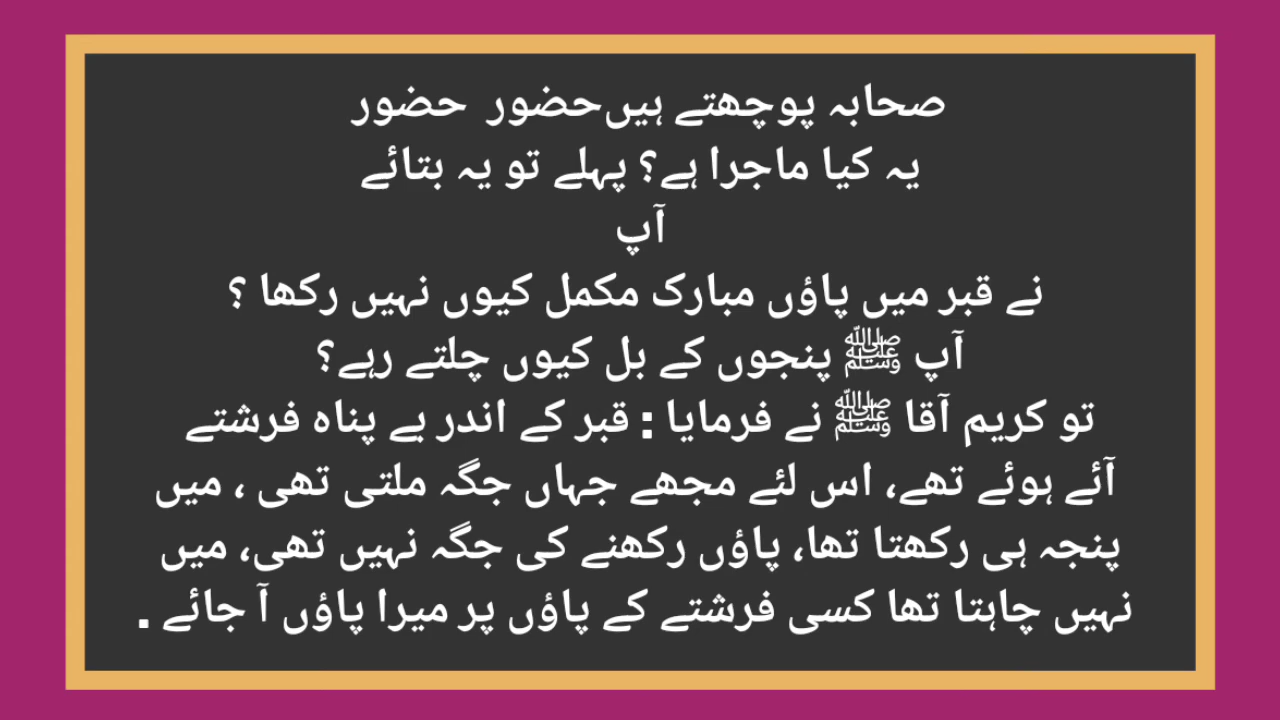 صحابہ پوچھتے ہیں‌حضور حضور
یہ کیا ماجرا ہے؟ پہلے تو یہ بتائے
آپ
نے قبر میں پاؤں مبارک مکمل کیوں نہیں رکھا ؟
آپ ﷺ پنجوں کے بل کیوں چلتے رہے؟
تو کریم آقا ﷺ نے فرمایا : قبر کے اندر بے پناہ فرشتے
آئے ہوئے تھے، اس لئے مجھے جہاں جگہ ملتی تھی ، میں
پنجہ ہی رکھتا تھا، پاؤں رکھنے کی جگہ نہیں تھی، میں
نہیں چاہتا تھا کسی فرشتے کے پاؤں پر میرا پاؤں آ جائے .